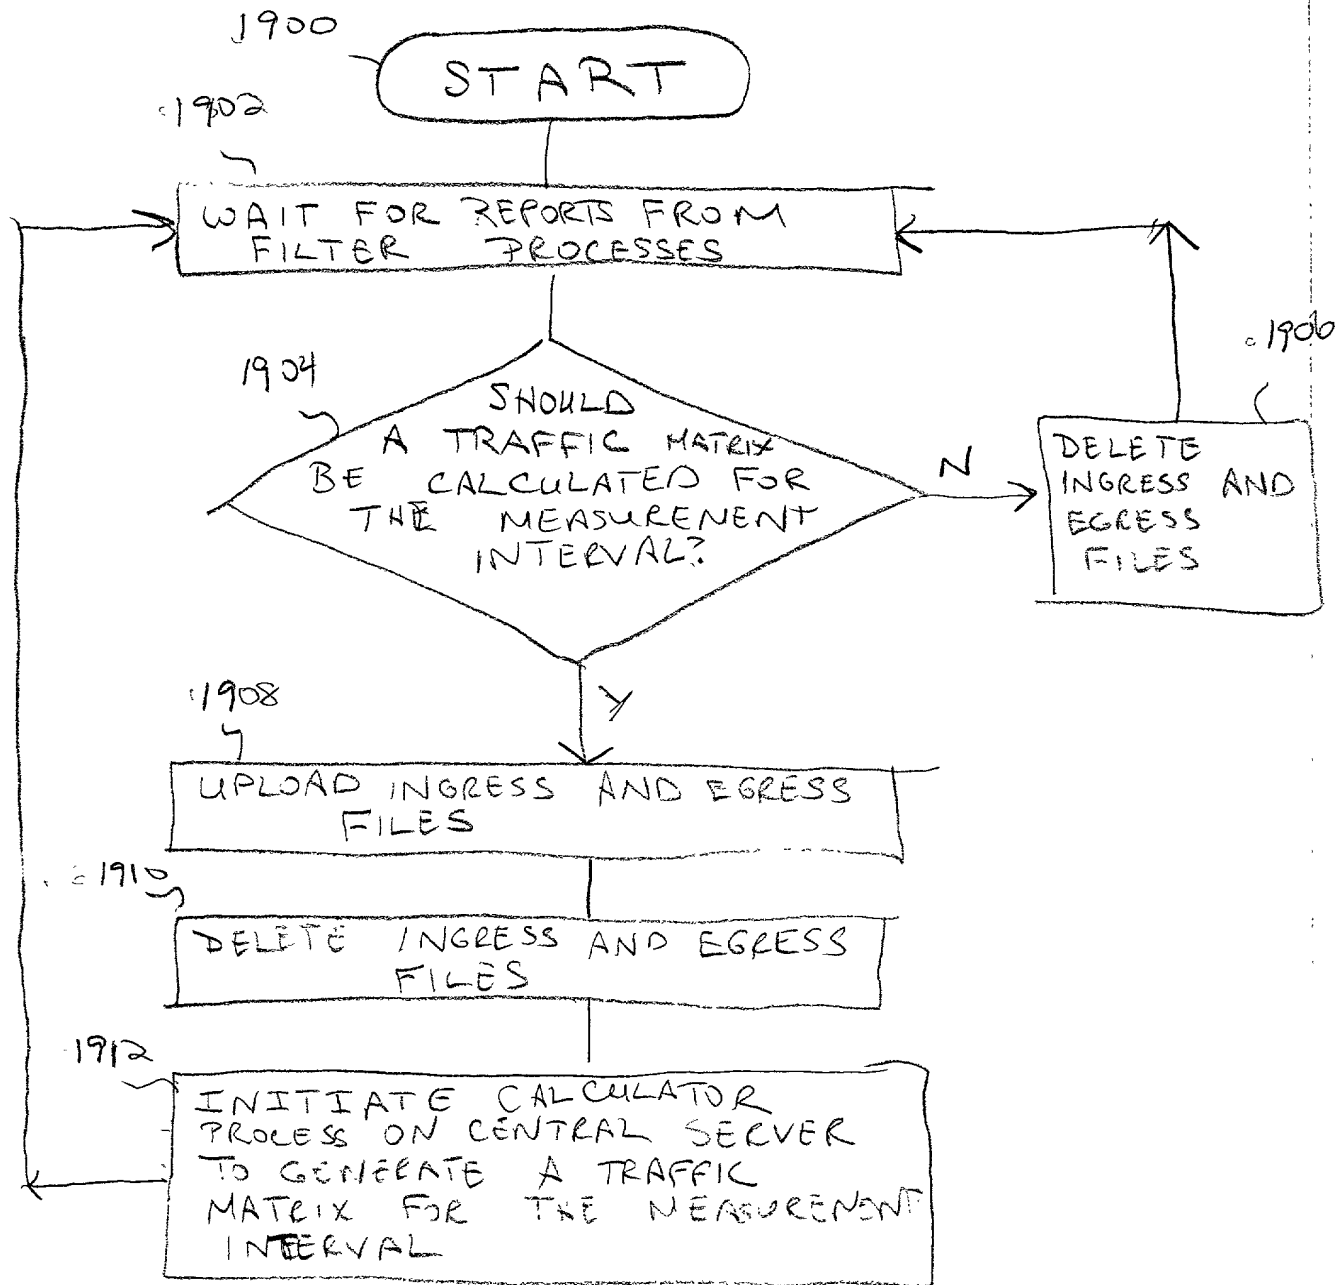 1900
START
1902
WAIT FOR REPORTS FROM
FILTER PROCESSES
1904
SHOULD
A TRAFFIC MATRIX
BE CALCULATED FOR
THE MEASUREMENT
INTERVAL?
N
1906
DELETE
INGRESS AND
EGRESS
FILES
Y
1908
UPLOAD INGRESS AND EGRESS
FILES
1910
DELETE INGRESS AND EGRESS
FILES
1912
INITIATE CALCULATOR
PROCESS ON CENTRAL SERVER
TO GENERATE A TRAFFIC
MATRIX FOR THE MEASUREMENT
INTERVAL